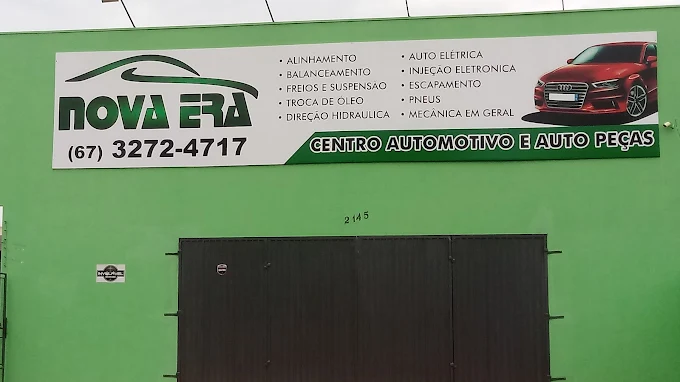 NOVA ERA
(67) 3272-4717
• ALINHAMENTO
• BALANCEAMENTO
• FREIOS E SUSPENSAO
• TROCA DE OLEO
• DIREÇÃO HIDRAULICA
• AUTO ELÉTRICA
• INJEÇÃO ELETRONICA
• ESCAPAMENTO
• PNEUS
• MECANICA EM GERAL
CENTRO AUTOMOTIVO E AUTO PEÇAS
2145